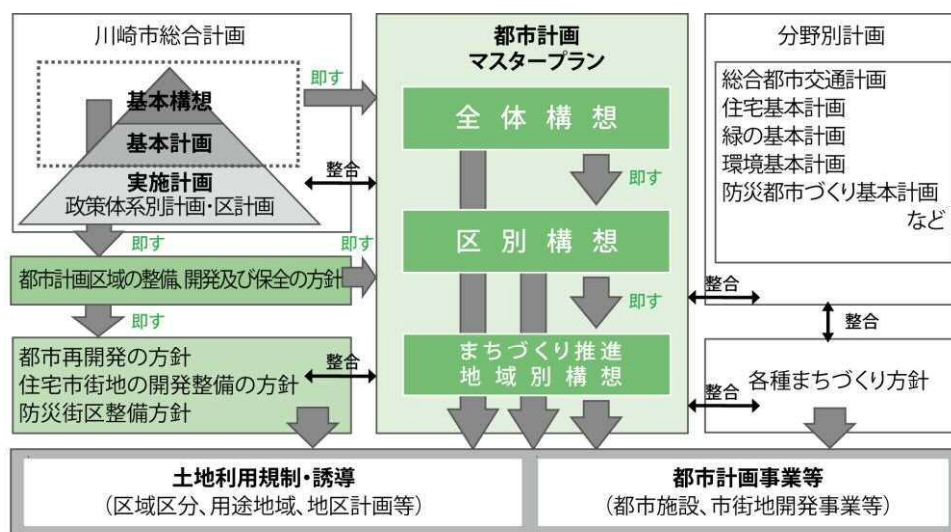 川崎市総合計画
基本構想
基本計画
実施計画
政策体系別計画・区計画
即す
整合
即す
即す
都市計画区域の整備、開発及び保全の方針
即す
都市再開発の方針
住宅市街地の開発整備の方針
防災街区整備方針
整合
都市計画
マスタープラン
全体構想
即す
区別構想
即す
まちづくり推進
地域別構想
分野別計画
総合都市交通計画
住宅基本計画
緑の基本計画
環境基本計画
防災都市づくり基本計画
など
整合
整合
整合
各種まちづくり方針
土地利用規制・誘導
(区域区分、用途地域、地区計画等)
都市計画事業等
(都市施設、市街地開発事業等)